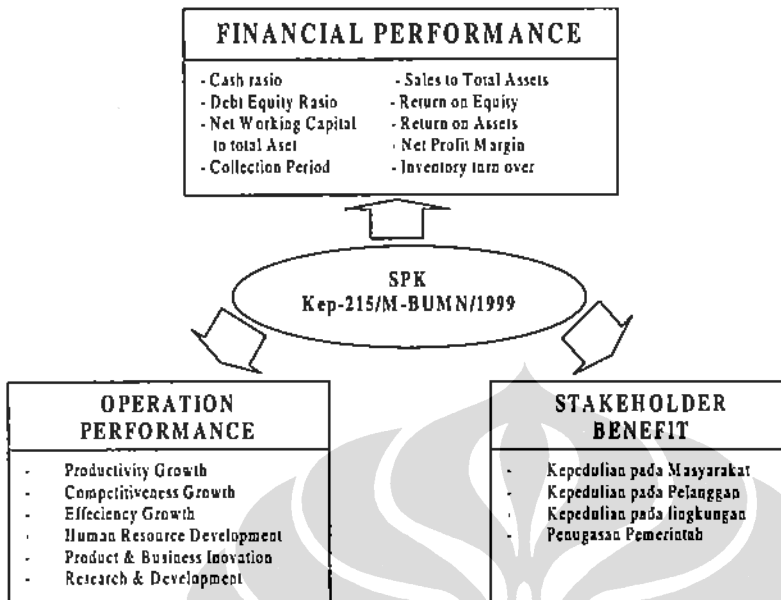 FINANCIAL PERFORMANCE
- Cash rasio
- Debt Equity Rasio
- Net Working Capital
to total Aset
- Collection Period
- Sales to Total Assets
- Return on Equity
- Return on Assets
- Net Profit Margin
- Inventory turn over
SPK
Kep-215/M-BUMN/1999
OPERATION
PERFORMANCE
- Productivity Growth
- Competitiveness Growth
- Effeciency Growth
- Human Resource Development
- Product & Business Inovation
- Research & Development
STAKEHOLDER
BENEFIT
- Kepedulian pada Masyarakat
- Kepedulian pada Pelanggan
- Kepedulian pada lingkungan
- Penugasan Pemerintah